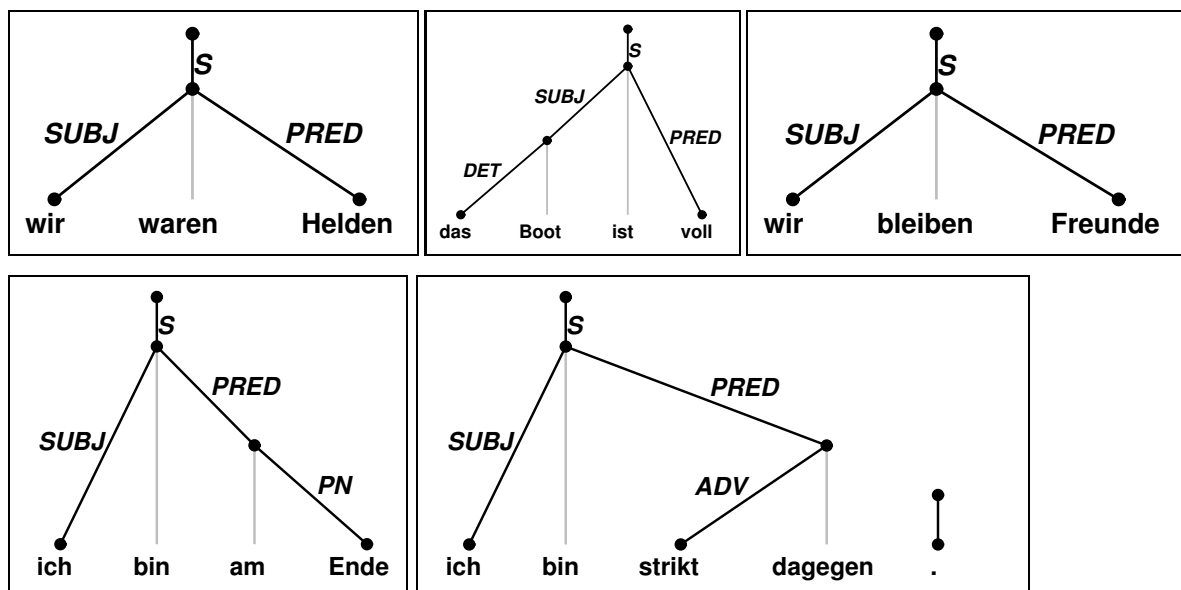 S
SUBJ PRED
wir waren Helden
S
SUBJ
PRED
DET
das Boot ist voll
S
SUBJ PRED
wir bleiben Freunde
S
PRED
SUBJ
PN
ich bin am Ende
S
PRED
SUBJ
ADV
ich bin strikt dagegen .